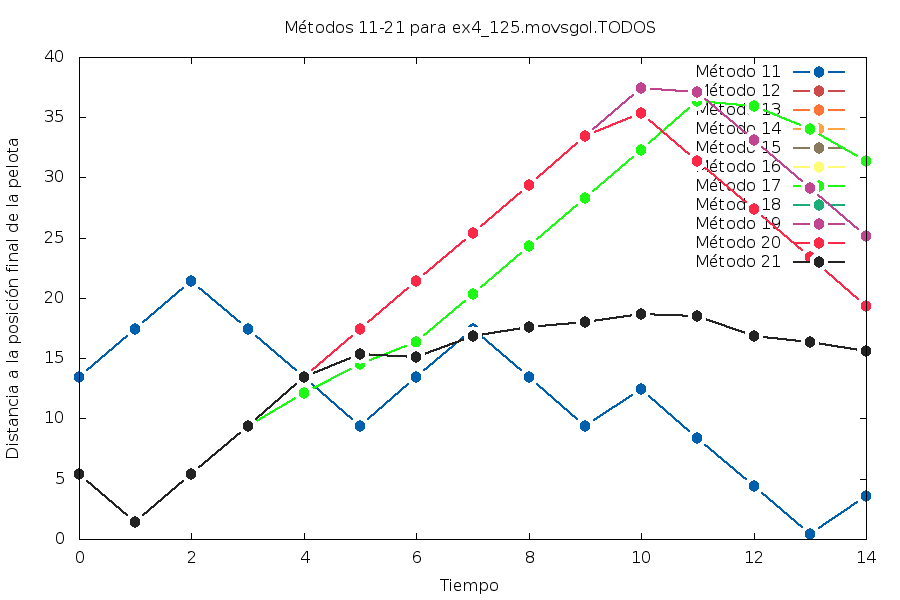 Métodos 11-21 para ex4_125.movsgol.TODOS
Distancia a la posición final de la pelota
40
35
30
25
20
15
10
5
0
Método 11
Método 12
Método 13
Método 14
Método 15
Método 16
Método 17
Método 18
Método 19
Método 20
Método 21
0 2 4 6 8 10 12 14
Tiempo